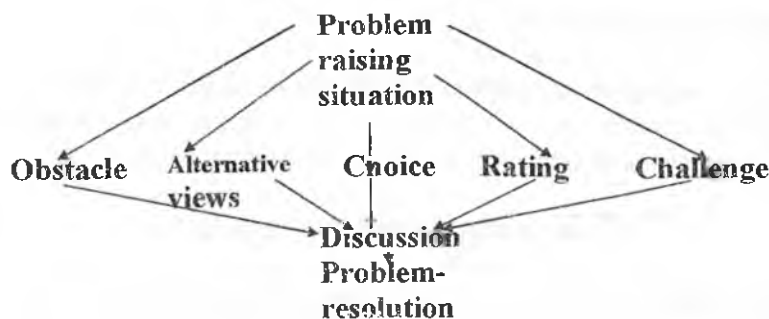 Problem
raising
situation
Obstacle Alternative Choice Rating Challenge
views
Discussion
Problem-
resolution